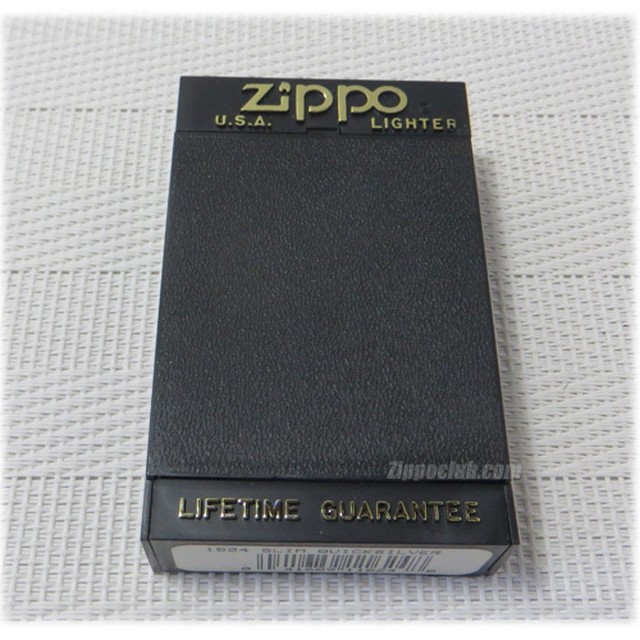 Zippo
U.S.A. LIGHTER
Zippoclub.com
LIFETIME GUARANTEE
1624 SLIM QUICKSILVER